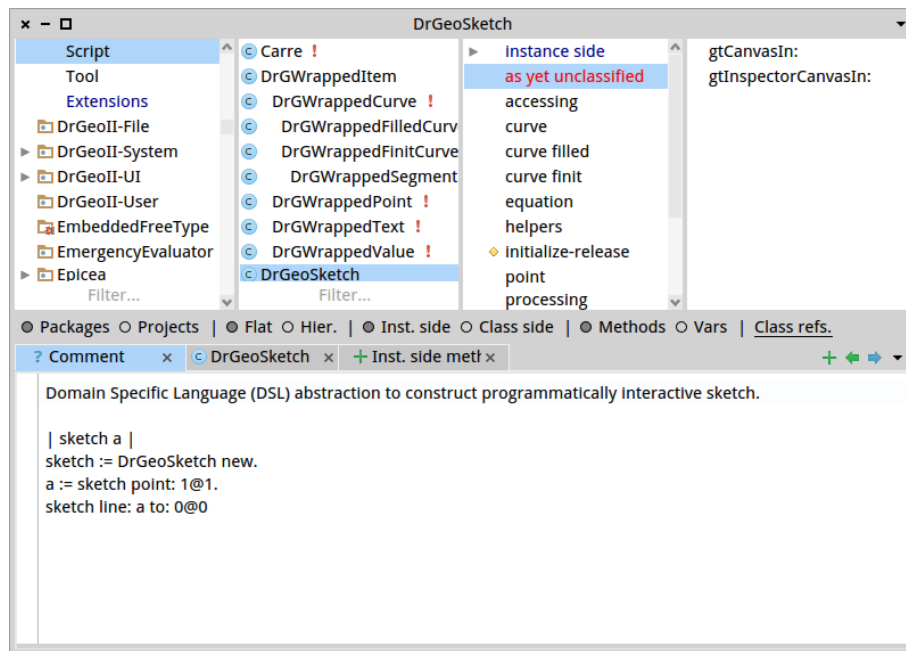 DrGeoSketch
Script
Tool
Extensions
DrGeoII-File
DrGeoII-System
DrGeoII-UI
DrGeoII-User
EmbeddedFreeType
EmergencyEvaluator
Epicea
Filter...
Carre !
DrGWrappedItem
DrGWrappedCurve !
DrGWrappedFilledCurv
DrGWrappedFinitCurve
DrGWrappedSegment
DrGWrappedPoint !
DrGWrappedText !
DrGWrappedValue !
DrGeoSketch
Filter...
instance side
as yet unclassified
accessing
curve
curve filled
curve finit
equation
helpers
initialize-release
point
processing
gtCanvasIn:
gtInspectorCanvasIn:
Packages Projects | Flat Hier. | Inst. side Class side | Methods Vars | Class refs.
? Comment x DrGeoSketch x + Inst. side meth x
Domain Specific Language (DSL) abstraction to construct programmatically interactive sketch.
| sketch a |
sketch := DrGeoSketch new.
a := sketch point: 1@1.
sketch line: a to: 0@0